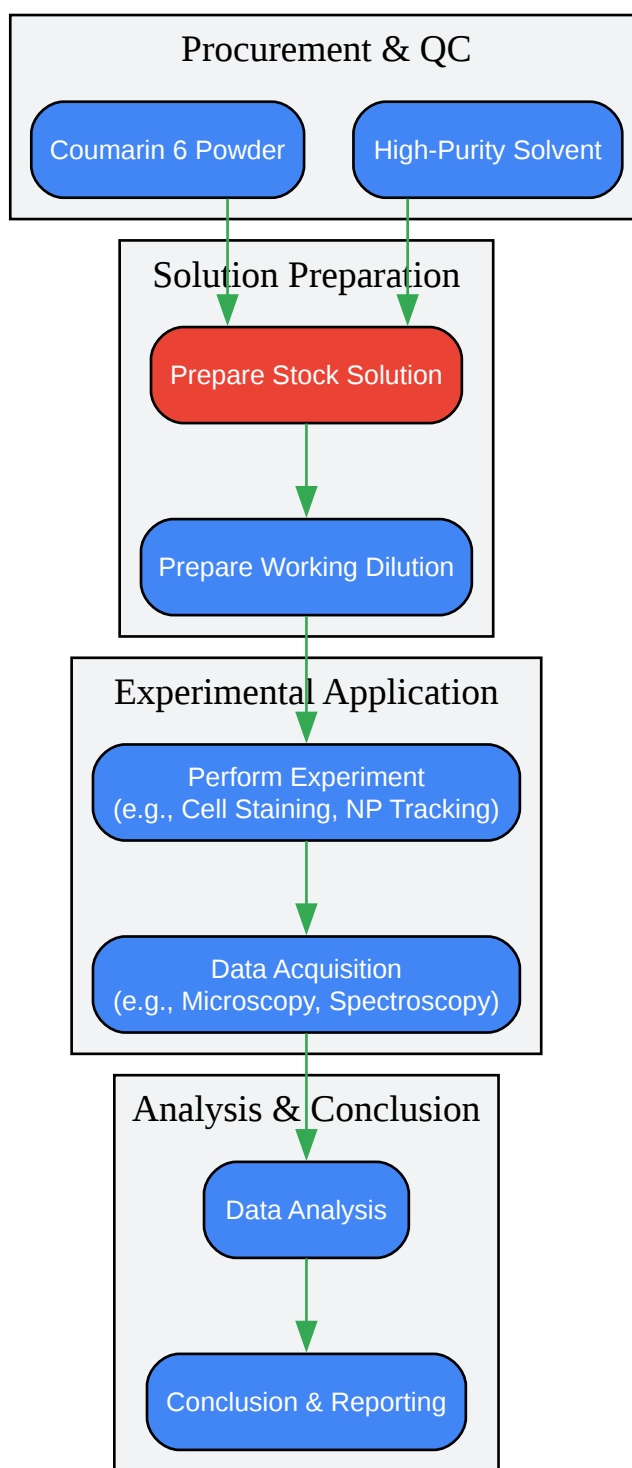 Procurement & QC
Coumarin 6 Powder
High-Purity Solvent
Solution Preparation
Prepare Stock Solution
Prepare Working Dilution
Experimental Application
Perform Experiment
(e.g., Cell Staining, NP Tracking)
Data Acquisition
(e.g., Microscopy, Spectroscopy)
Analysis & Conclusion
Data Analysis
Conclusion & Reporting